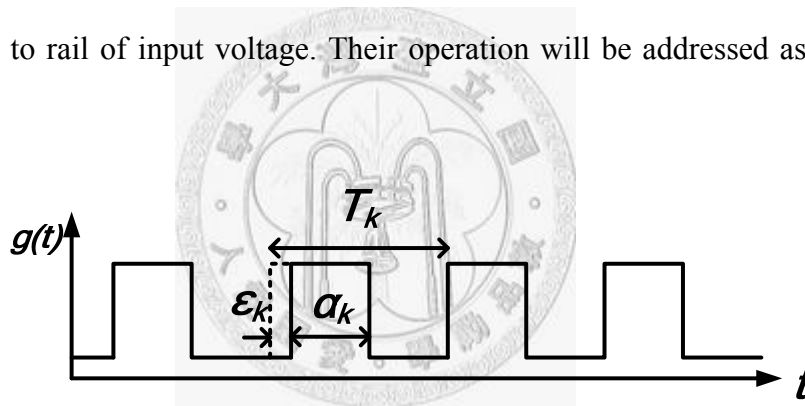 to rail of input voltage. Their operation will be addressed as
g(t)
T_k
ε_k
α_k
t